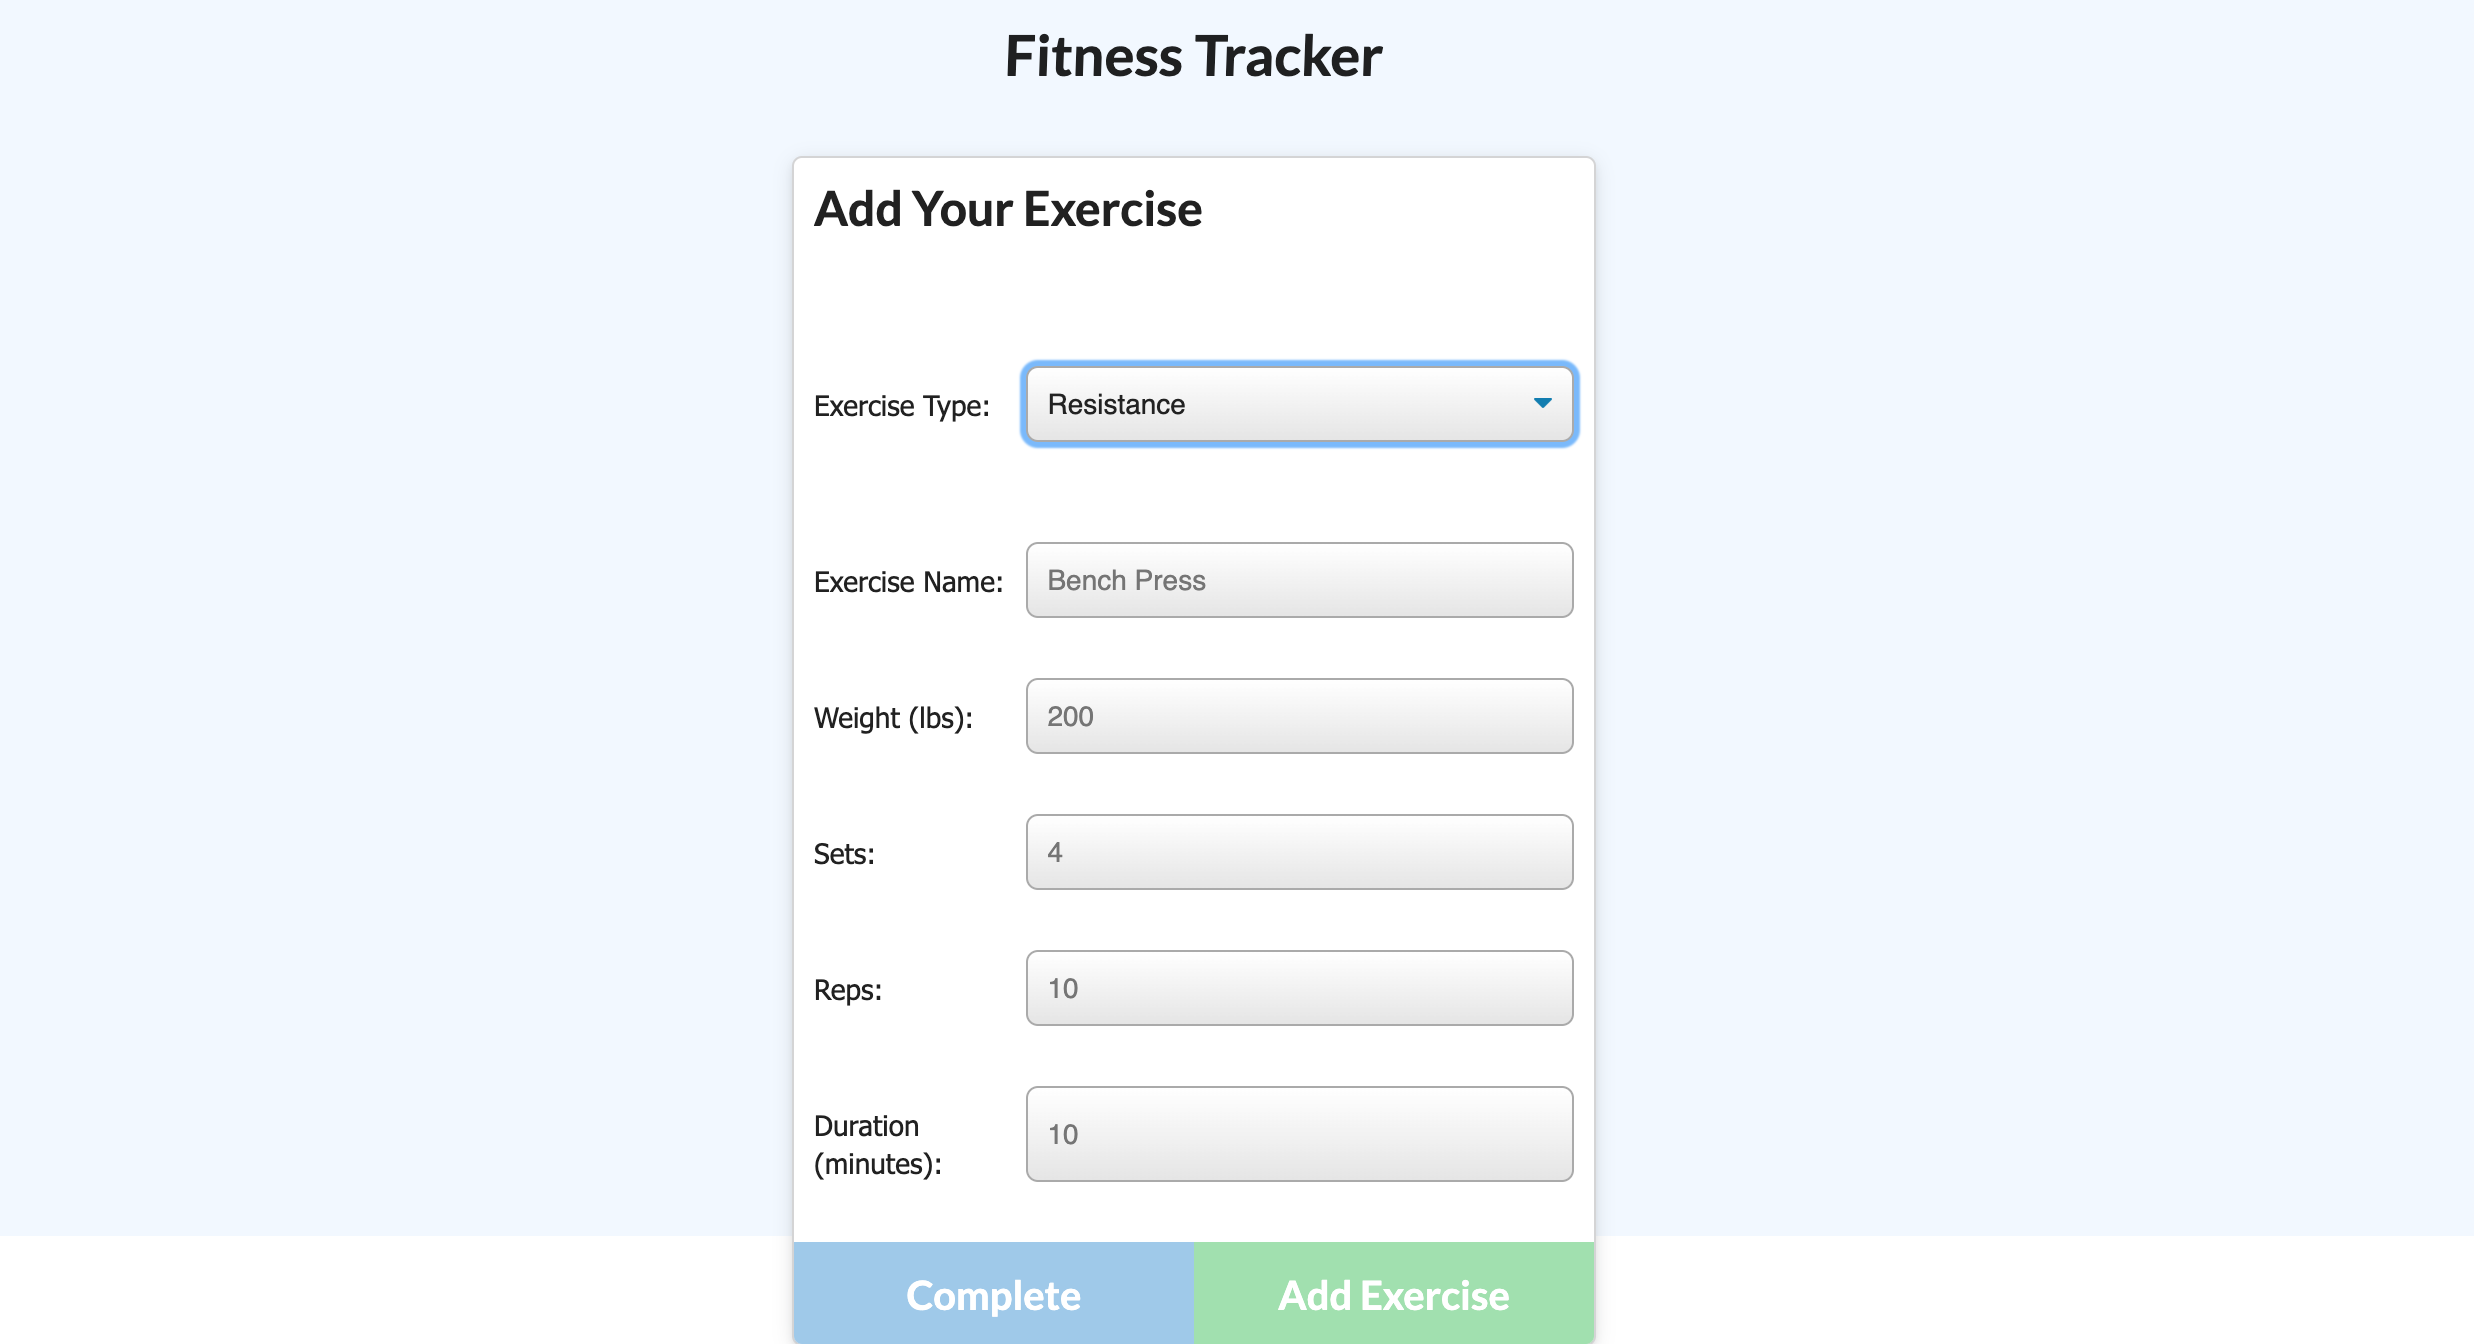 Fitness Tracker
Add Your Exercise
Exercise Type: Resistance
Exercise Name: Bench Press
Weight (lbs): 200
Sets: 4
Reps: 10
Duration
(minutes): 10
Complete Add Exercise